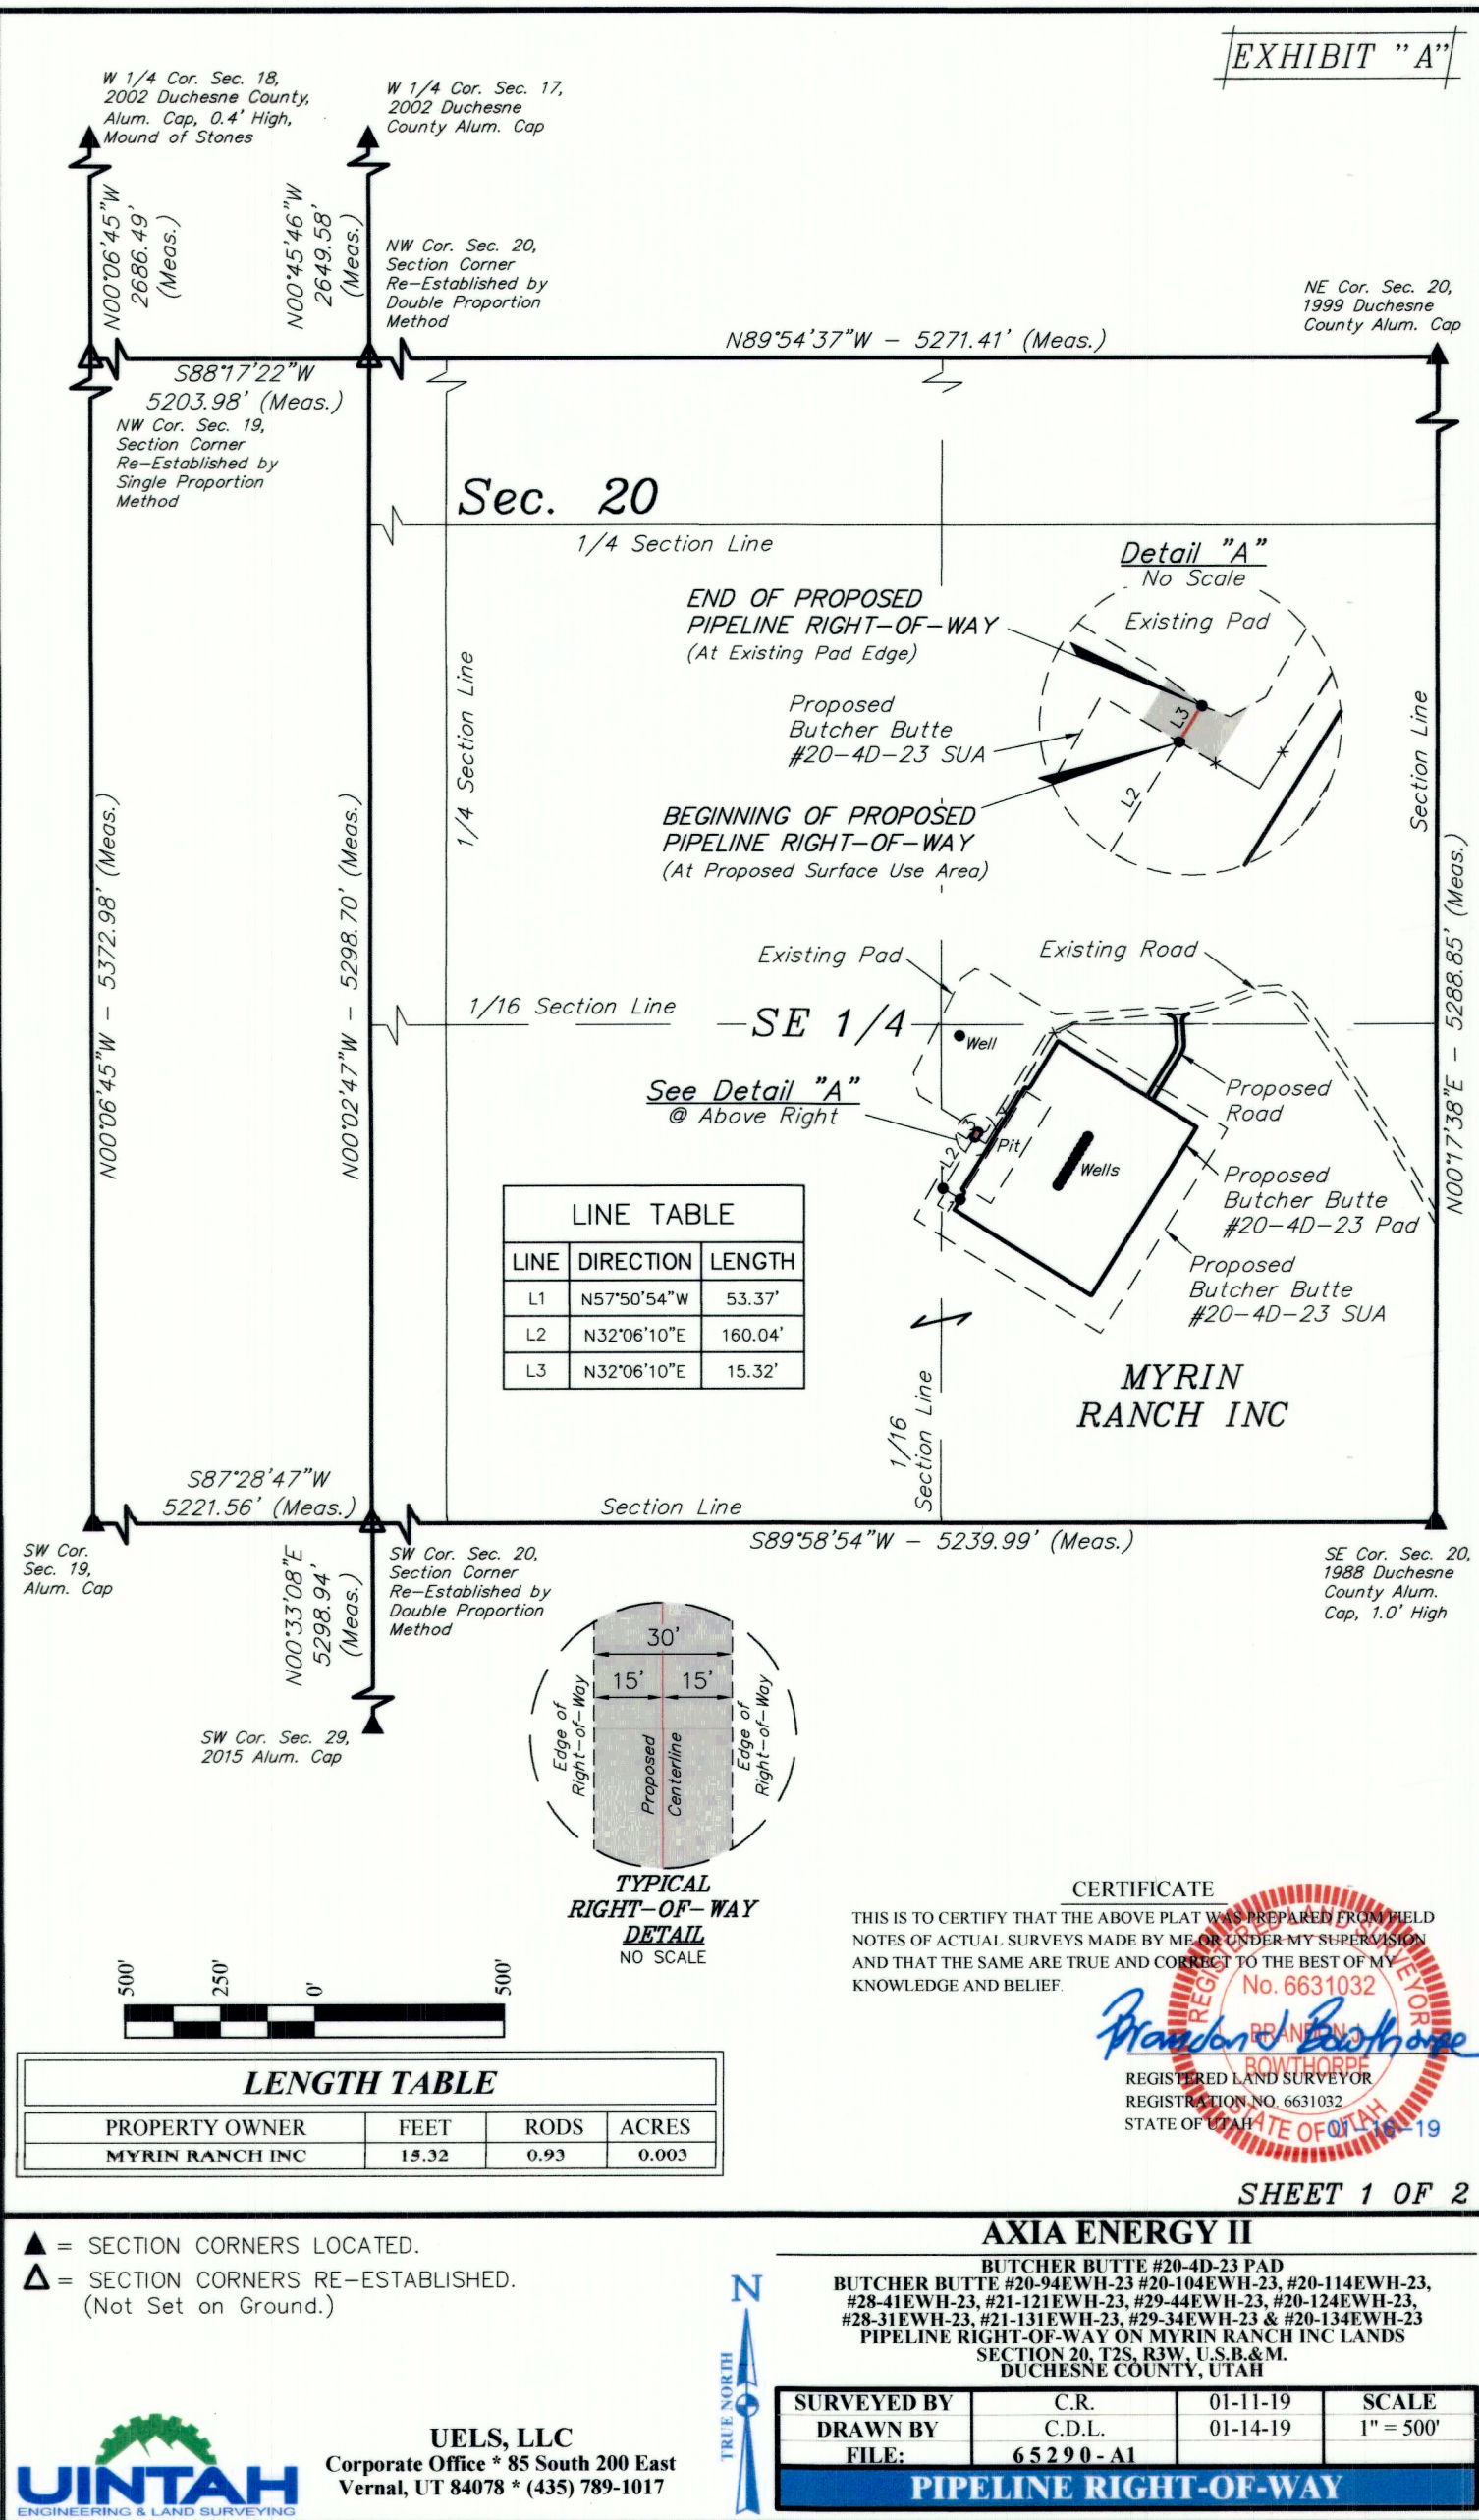 EXHIBIT "A"
W 1/4 Cor. Sec. 18,
2002 Duchesne County,
Alum. Cap, 0.4' High,
Mound of Stones
W 1/4 Cor. Sec. 17,
2002 Duchesne
County Alum. Cap
N00°06'45"W
2686.49'
(Meas.)
N00°45'46"W
2649.58'
(Meas.)
NW Cor. Sec. 20,
Section Corner
Re-Established by
Double Proportion
Method
NE Cor. Sec. 20,
1999 Duchesne
County Alum. Cap
N89°54'37"W - 5271.41' (Meas.)
S88°17'22"W
5203.98' (Meas.)
NW Cor. Sec. 19,
Section Corner
Re-Established by
Single Proportion
Method
Sec. 20
1/4 Section Line
Detail "A"
No Scale
END OF PROPOSED
PIPELINE RIGHT-OF-WAY
(At Existing Pad Edge)
Existing Pad
Proposed
Butcher Butte
#20-4D-23 SUA
L3
L2
BEGINNING OF PROPOSED
PIPELINE RIGHT-OF-WAY
(At Proposed Surface Use Area)
1/4 Section Line
Section Line
N00°06'45"W - 5372.98' (Meas.)
N00°02'47"W - 5298.70' (Meas.)
N00°17'38"E - 5288.85' (Meas.)
Existing Pad
Existing Road
1/16 Section Line
SE 1/4
Well
See Detail "A"
@ Above Right
Proposed
Road
L3
L2
L1
Pit
Wells
Proposed
Butcher Butte
#20-4D-23 Pad
Proposed
Butcher Butte
#20-4D-23 SUA
LINE TABLE
LINE DIRECTION LENGTH
L1 N57°50'54"W 53.37'
L2 N32°06'10"E 160.04'
L3 N32°06'10"E 15.32'
MYRIN
RANCH INC
1/16
Section Line
S87°28'47"W
5221.56' (Meas.)
Section Line
S89°58'54"W - 5239.99' (Meas.)
SW Cor.
Sec. 19,
Alum. Cap
N00°33'08"E
5298.94'
(Meas.)
SW Cor. Sec. 20,
Section Corner
Re-Established by
Double Proportion
Method
SE Cor. Sec. 20,
1988 Duchesne
County Alum.
Cap, 1.0' High
SW Cor. Sec. 29,
2015 Alum. Cap
30'
15' 15'
Edge of
Right-of-Way
Proposed
Centerline
Edge of
Right-of-Way
TYPICAL
RIGHT-OF-WAY
DETAIL
NO SCALE
500' 250' 0' 500'
CERTIFICATE
THIS IS TO CERTIFY THAT THE ABOVE PLAT WAS PREPARED FROM FIELD
NOTES OF ACTUAL SURVEYS MADE BY ME OR UNDER MY SUPERVISION
AND THAT THE SAME ARE TRUE AND CORRECT TO THE BEST OF MY
KNOWLEDGE AND BELIEF.
REGISTERED LAND SURVEYOR
No. 6631032
BRANDON J.
BOWTHORPE
STATE OF UTAH
Brandon J Bowthorpe
REGISTERED LAND SURVEYOR
REGISTRATION NO. 6631032
STATE OF UTAH
01-16-19
LENGTH TABLE
PROPERTY OWNER FEET RODS ACRES
MYRIN RANCH INC 15.32 0.93 0.003
SHEET 1 OF 2
▲ = SECTION CORNERS LOCATED.
△ = SECTION CORNERS RE-ESTABLISHED.
(Not Set on Ground.)
AXIA ENERGY II
BUTCHER BUTTE #20-4D-23 PAD
BUTCHER BUTTE #20-94EWH-23 #20-104EWH-23, #20-114EWH-23,
#28-41EWH-23, #21-121EWH-23, #29-44EWH-23, #20-124EWH-23,
#28-31EWH-23, #21-131EWH-23, #29-34EWH-23 & #20-134EWH-23
PIPELINE RIGHT-OF-WAY ON MYRIN RANCH INC LANDS
SECTION 20, T2S, R3W, U.S.B.&M.
DUCHESNE COUNTY, UTAH
N
TRUE NORTH
SURVEYED BY C.R. 01-11-19 SCALE
DRAWN BY C.D.L. 01-14-19 1" = 500'
FILE: 65290-A1
PIPELINE RIGHT-OF-WAY
UINTAH
ENGINEERING & LAND SURVEYING
UELS, LLC
Corporate Office * 85 South 200 East
Vernal, UT 84078 * (435) 789-1017